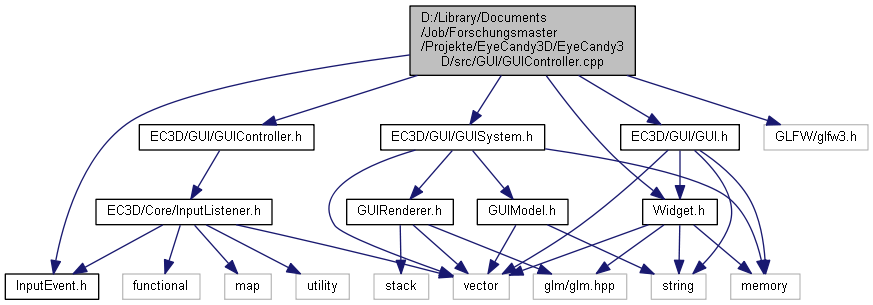 D:/Library/Documents
/Job/Forschungsmaster
/Projekte/EyeCandy3D/EyeCandy3
D/src/GUI/GUIController.cpp
EC3D/GUI/GUIController.h
EC3D/GUI/GUISystem.h
EC3D/GUI/GUI.h
GLFW/glfw3.h
EC3D/Core/InputListener.h
GUIRenderer.h
GUIModel.h
Widget.h
InputEvent.h
functional
map
utility
stack
vector
glm/glm.hpp
string
memory